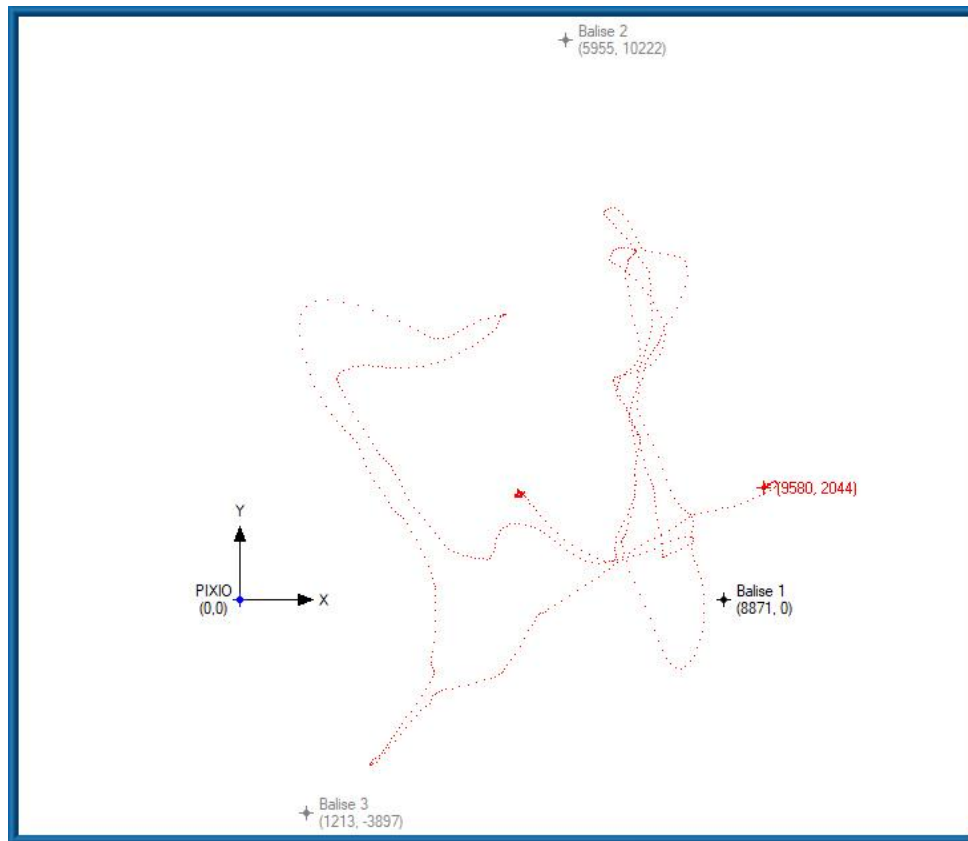 Balise 2
(5955, 10222)
(9580, 2044)
Y
PIXIO
(0,0)
X
Balise 1
(8871, 0)
Balise 3
(1213, -3897)